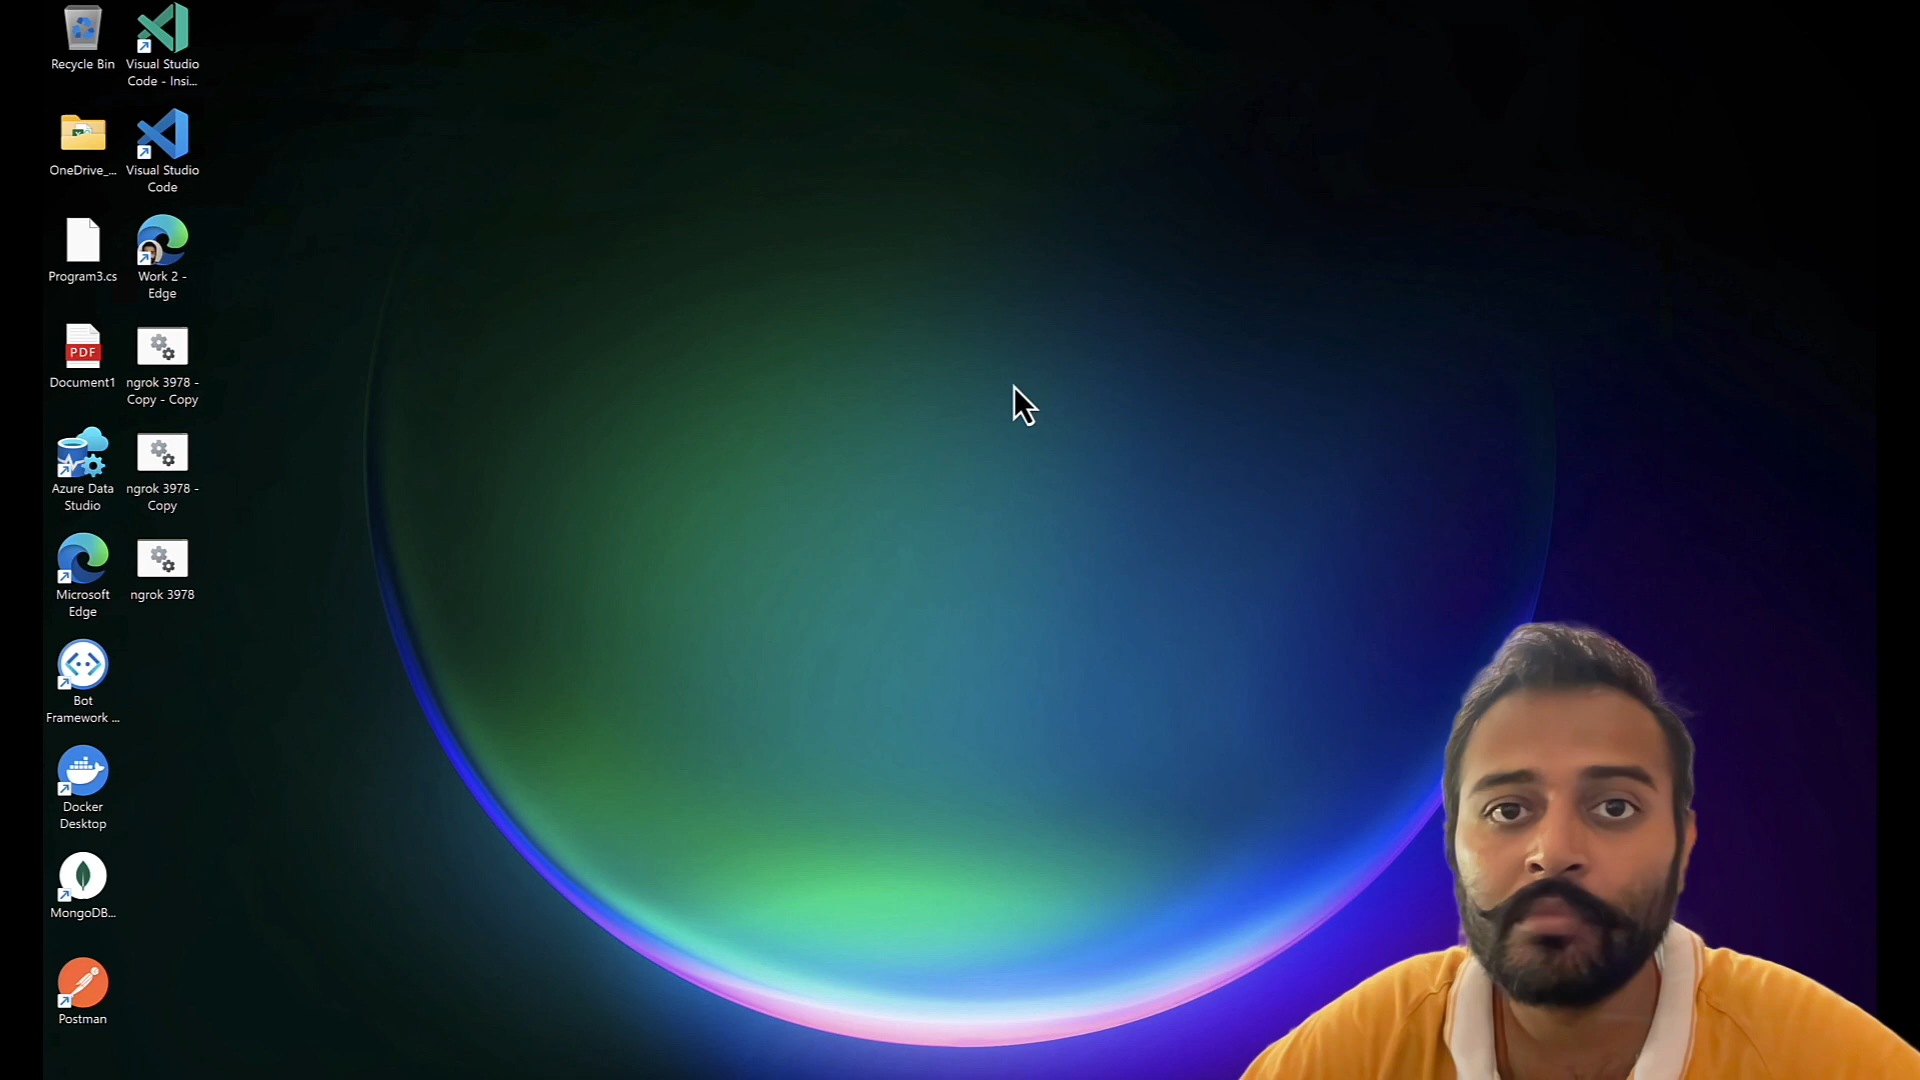 Recycle Bin
Visual Studio
Code - Insi...
OneDrive_...
Visual Studio
Code
Program3.cs
Work 2 -
Edge
PDF
Document1
ngrok 3978 -
Copy - Copy
Azure Data
Studio
ngrok 3978 -
Copy
Microsoft
Edge
ngrok 3978
Bot
Framework ...
Docker
Desktop
MongoDB...
Postman